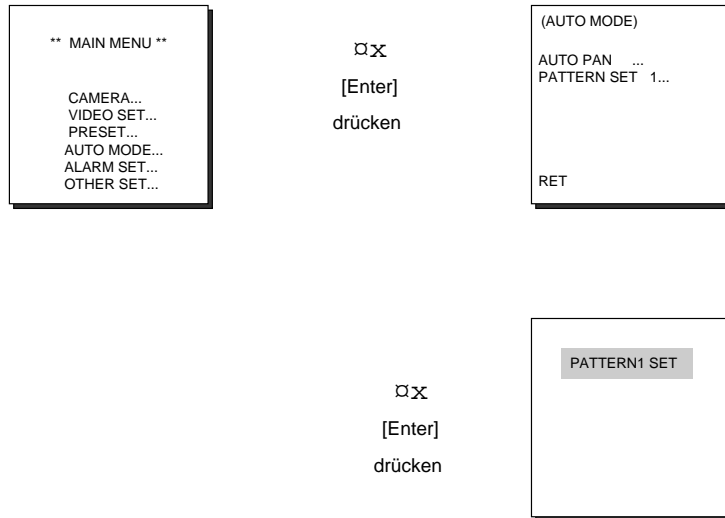 ** MAIN MENU **
CAMERA...
VIDEO SET...
PRESET...
AUTO MODE...
ALARM SET...
OTHER SET...
¤x
[Enter]
drücken
(AUTO MODE)
AUTO PAN ...
PATTERN SET 1...
RET
¤x
[Enter]
drücken
PATTERN1 SET